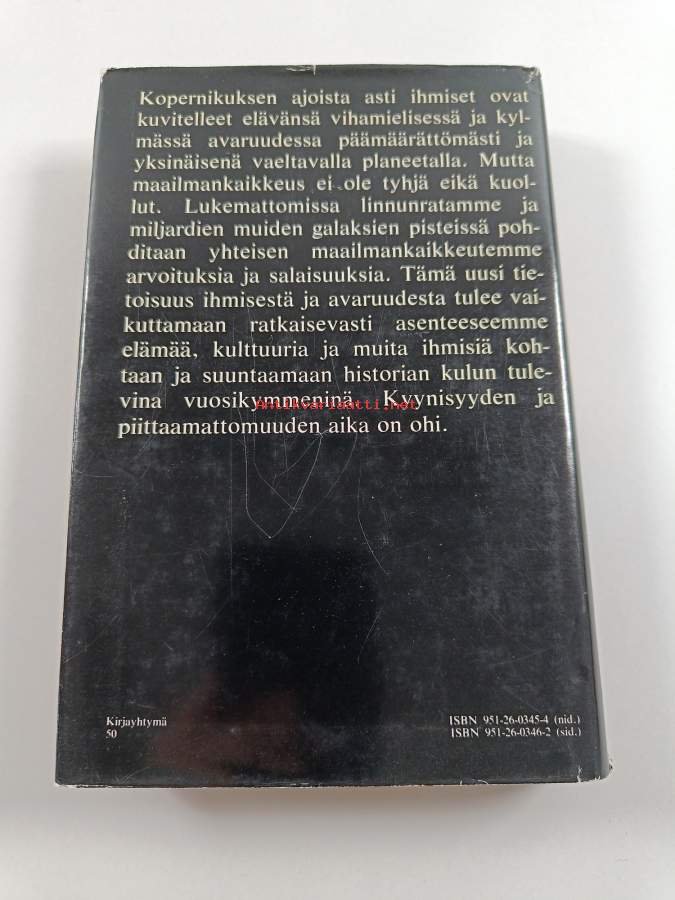 Kopernikuksen ajoista asti ihmiset ovat
kuvitelleet elävänsä vihamielisessä ja kyl-
mässä avaruudessa päämäärättömästi ja
yksinäisenä vaeltavalla planeetalla. Mutta
maailmankaikkeus ei ole tyhjä eikä kuol-
lut. Lukemattomissa linnunratamme ja
miljardien muiden galaksien pisteissä poh-
ditaan yhteisen maailmankaikkeutemme
arvoituksia ja salaisuuksia. Tämä uusi tie-
toisuus ihmisestä ja avaruudesta tulee vai-
kuttamaan ratkaisevasti asenteeseemme
elämää, kulttuuria ja muita ihmisiä koh-
taan ja suuntaamaan historian kulun tule-
vina vuosikymmeninä. Kyynisyyden ja
Antikvariaatti.net
piittaamattomuuden aika on ohi.
Kirjayhtymä
50
ISBN 951-26-0345-4 (nid.)
ISBN 951-26-0346-2 (sid.)